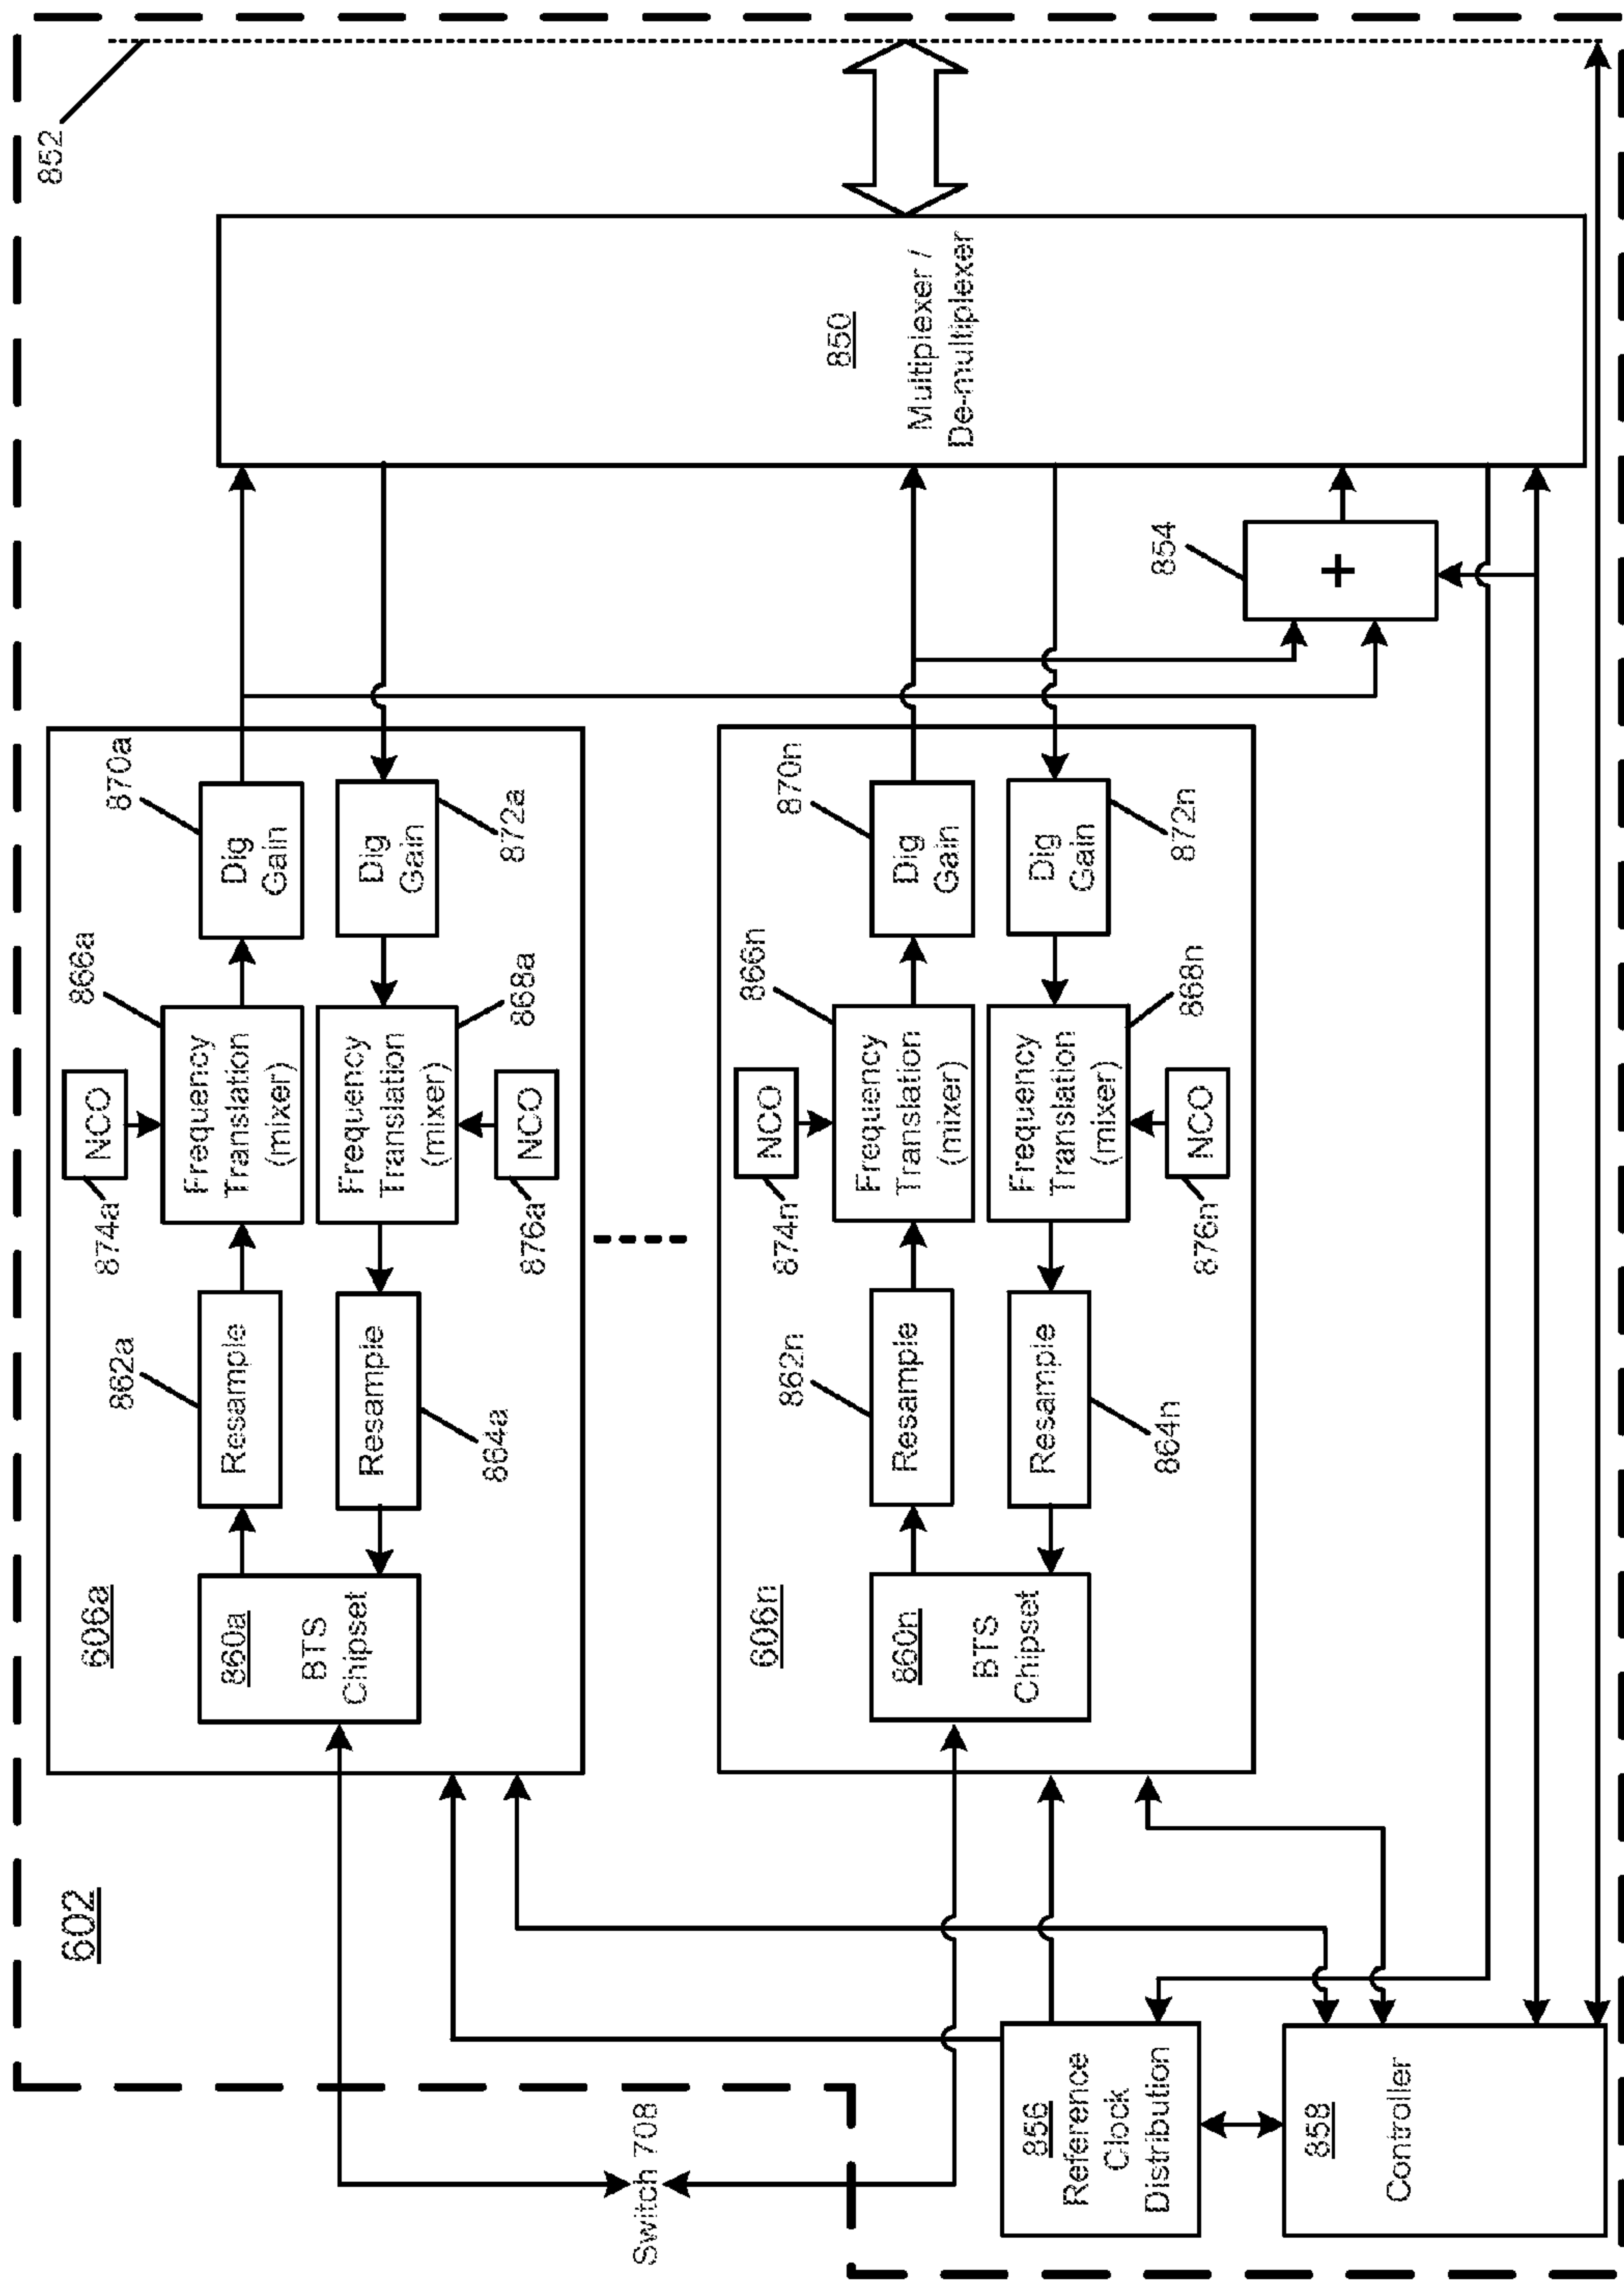 602
852
606a
860a
BTS
Chipset
862a
Resample
Resample
864a
874a
NCO
866a
Frequency
Translation
(mixer)
Frequency
Translation
(mixer)
868a
NCO
876a
870a
Dig
Gain
Dig
Gain
872a
850
Multiplexer /
De-multiplexer
Switch 708
606n
860n
BTS
Chipset
862n
Resample
Resample
864n
874n
NCO
866n
Frequency
Translation
(mixer)
Frequency
Translation
(mixer)
868n
NCO
876n
870n
Dig
Gain
Dig
Gain
872n
854
+
856
Reference
Clock
Distribution
858
Controller